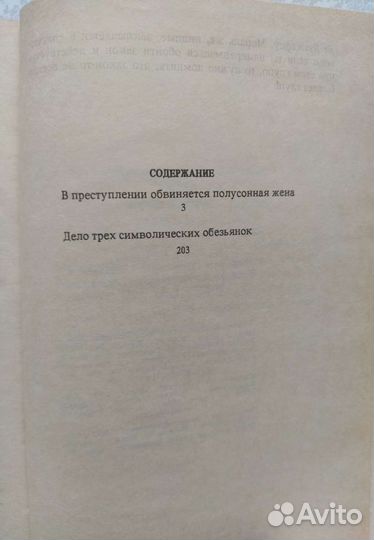 СОДЕРЖАНИЕ
В преступлении обвиняется полусонная жена
3
Дело трех символических обезьянок
203
Avito